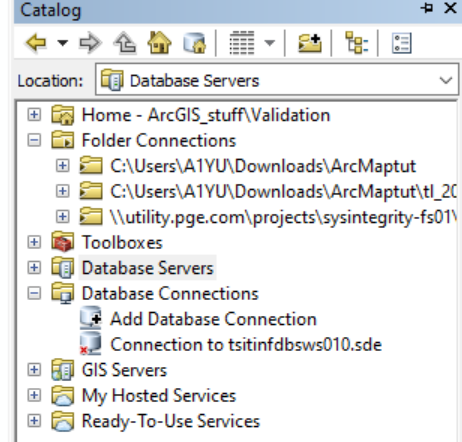 Catalog
Location: Database Servers
Home - ArcGIS_stuff\Validation
Folder Connections
C:\Users\A1YU\Downloads\ArcMaptut
C:\Users\A1YU\Downloads\ArcMaptut\tl_20
\\utility.pge.com\projects\sysintegrity-fs01\
Toolboxes
Database Servers
Database Connections
Add Database Connection
Connection to tsitinfdbsws010.sde
GIS Servers
My Hosted Services
Ready-To-Use Services